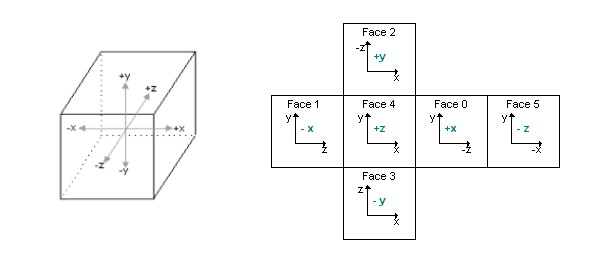 +y
+z
-x
+x
-z
-y
Face 2
-z
+y
x
Face 1
y
- x
z
Face 4
y
+z
x
Face 0
y
+x
-z
Face 5
y
- z
-x
Face 3
z
- y
x